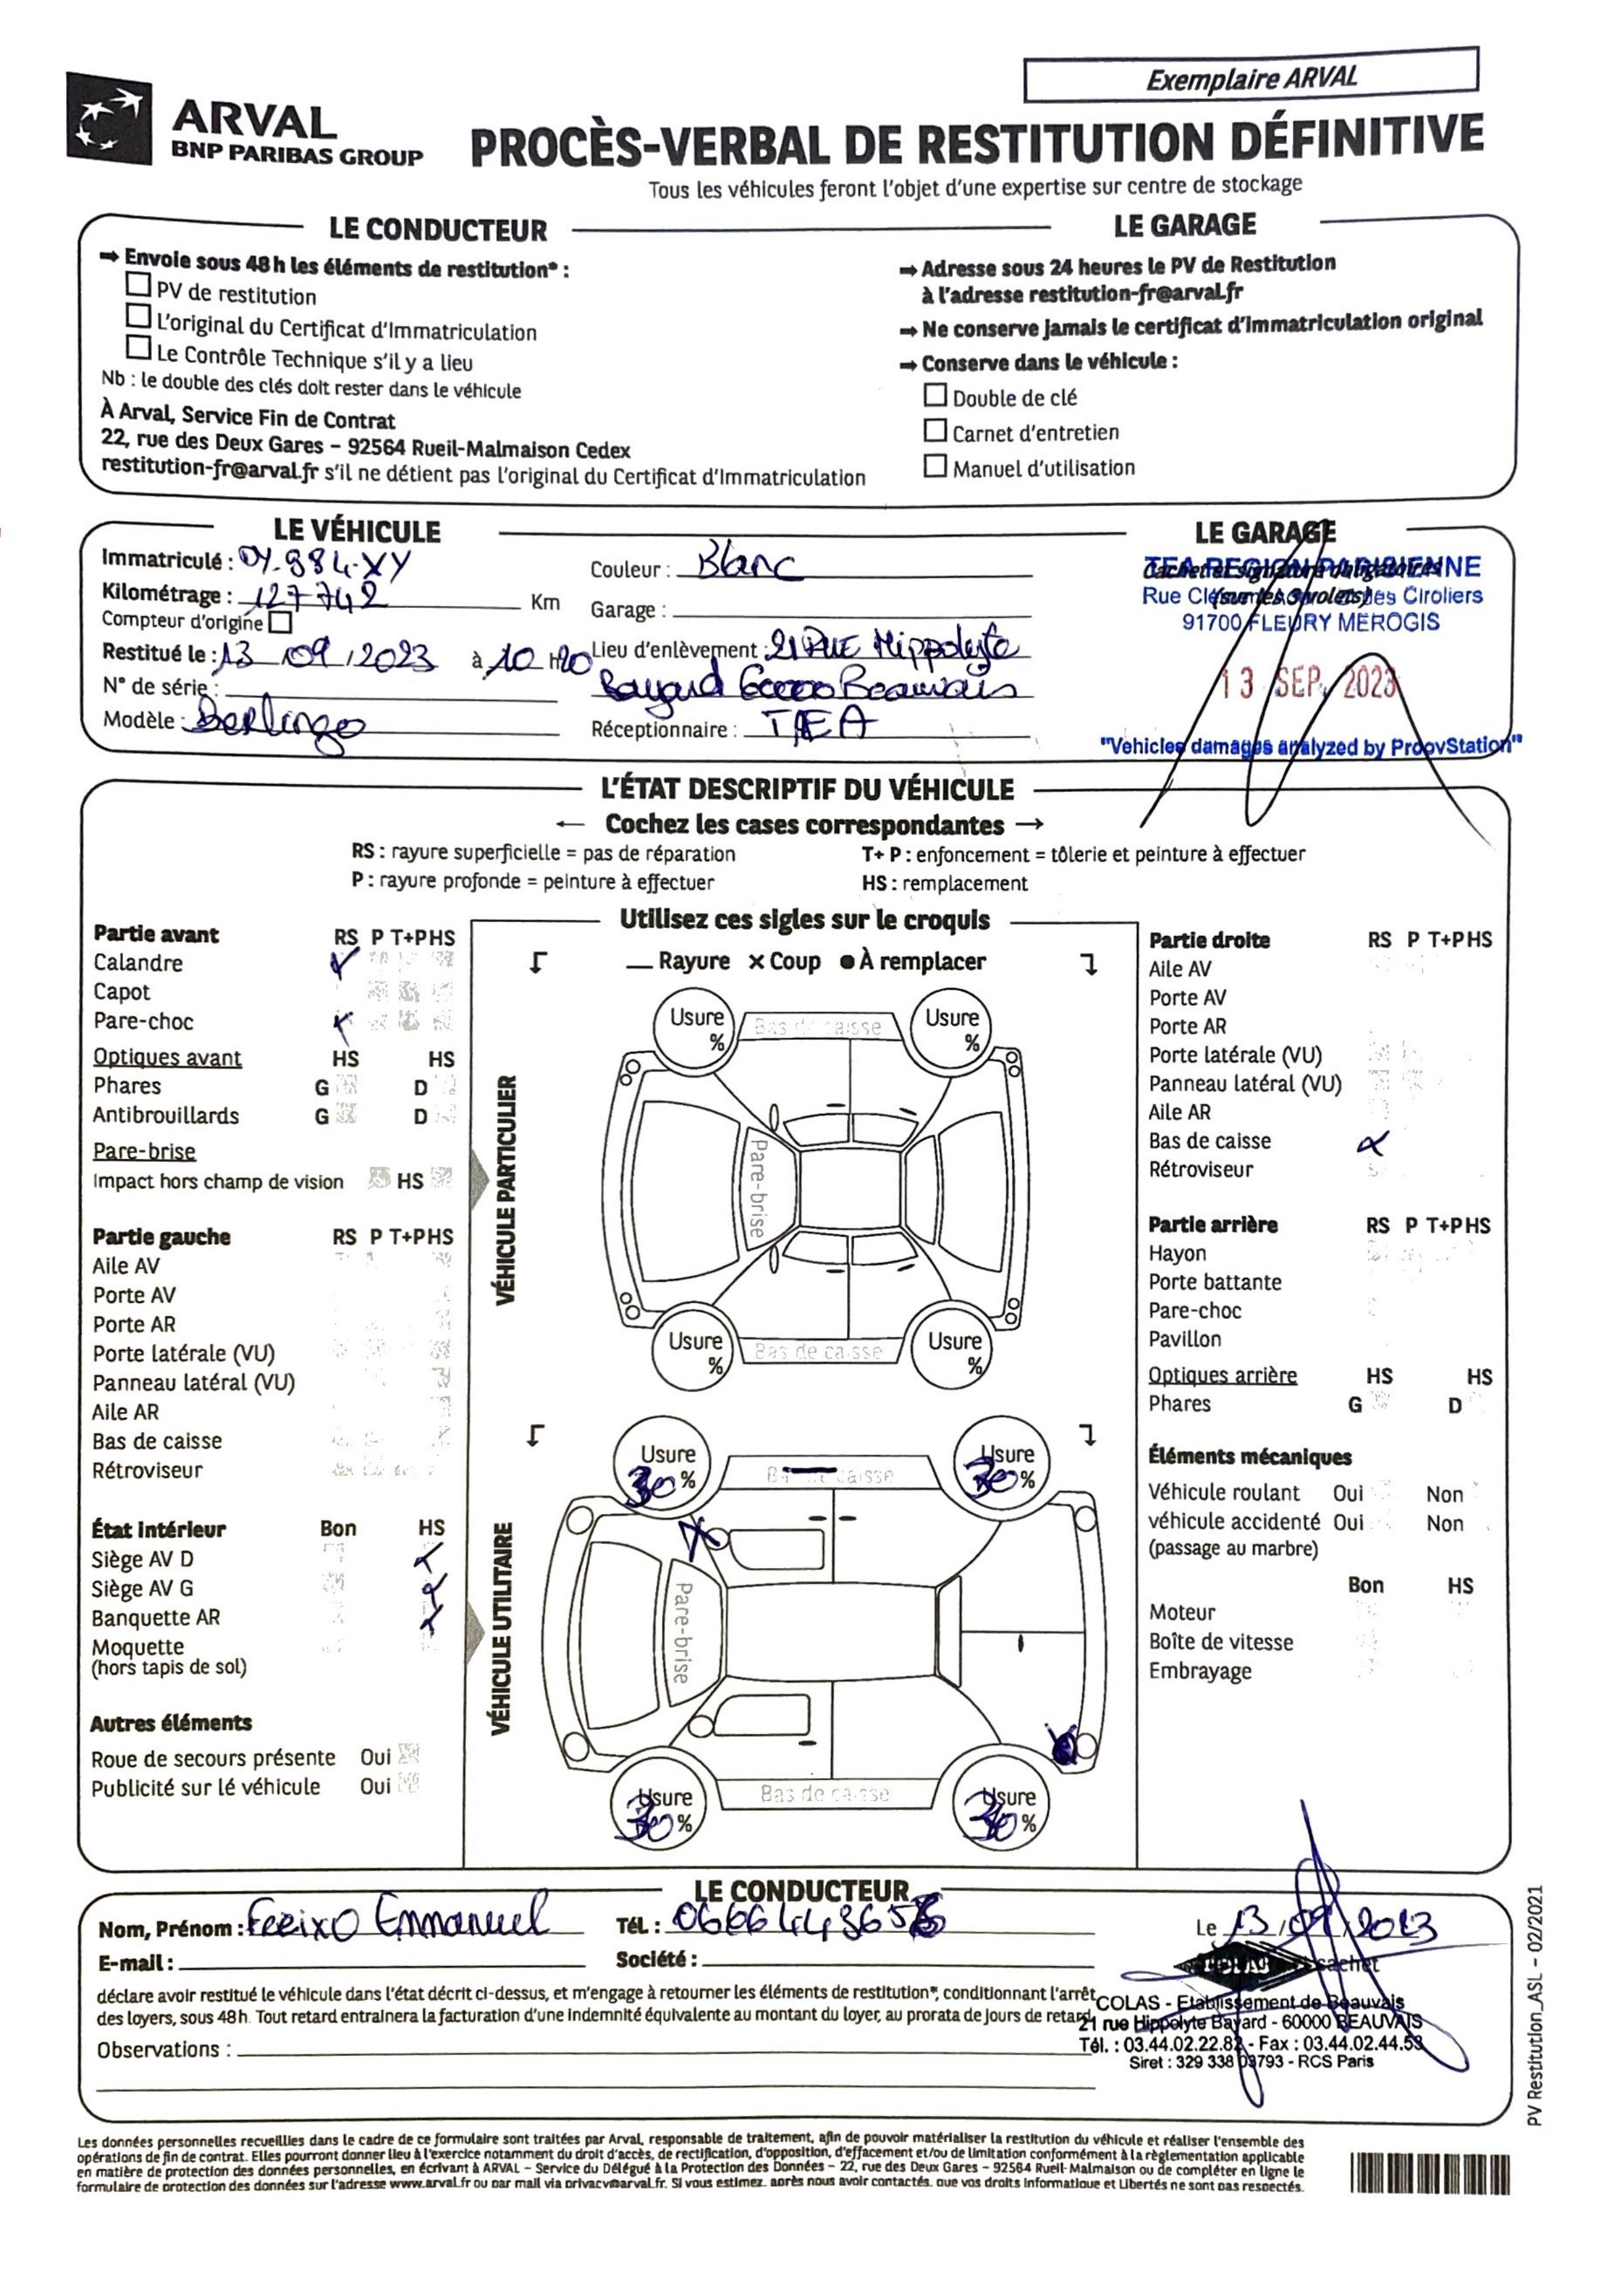 Exemplaire ARVAL
ARVAL
BNP PARIBAS GROUP
PROCÈS-VERBAL DE RESTITUTION DÉFINITIVE
Tous les véhicules feront l'objet d'une expertise sur centre de stockage
LE CONDUCTEUR
➞ Envoie sous 48 h les éléments de restitution* :
PV de restitution
L'original du Certificat d'Immatriculation
Le Contrôle Technique s'il y a lieu
Nb : le double des clés doit rester dans le véhicule
À Arval, Service Fin de Contrat
22, rue des Deux Gares – 92564 Rueil-Malmaison Cedex
restitution-fr@arval.fr s'il ne détient pas l'original du Certificat d'Immatriculation
LE GARAGE
➞ Adresse sous 24 heures le PV de Restitution
à l'adresse restitution-fr@arval.fr
➞ Ne conserve jamais le certificat d'immatriculation original
➞ Conserve dans le véhicule :
Double de clé
Carnet d'entretien
Manuel d'utilisation
LE VÉHICULE
Immatriculé : DY.984.XY
Kilométrage : 127742 Km
Compteur d'origine
Restitué le : 13 /09 /2023 à 10 H20
N° de série :
Modèle : Berlingo
Couleur : Blanc
Garage :
Lieu d'enlèvement : 21 RUE Hippolyte
Bayard 60000 Beauvais
Réceptionnaire : TEA
LE GARAGE
TEA REGION PARISIENNE
Cachet et signature obligatoires
(sur les 3 volets)
Rue Clément Ader des Ciroliers
91700 FLEURY MEROGIS
13 SEP. 2023
"Vehicles damages analyzed by ProovStation"
L'ÉTAT DESCRIPTIF DU VÉHICULE
← Cochez les cases correspondantes →
RS : rayure superficielle = pas de réparation
P : rayure profonde = peinture à effectuer
T+ P : enfoncement = tôlerie et peinture à effectuer
HS : remplacement
Partie avant RS P T+P HS
Calandre
Capot
Pare-choc
Optiques avant HS HS
Phares G D
Antibrouillards G D
Pare-brise
Impact hors champ de vision HS
Partie gauche RS P T+P HS
Aile AV
Porte AV
Porte AR
Porte latérale (VU)
Panneau latéral (VU)
Aile AR
Bas de caisse
Rétroviseur
État intérieur Bon HS
Siège AV D
Siège AV G
Banquette AR
Moquette
(hors tapis de sol)
Autres éléments
Roue de secours présente Oui
Publicité sur lé véhicule Oui
Utilisez ces sigles sur le croquis
— Rayure × Coup ● À remplacer
VÉHICULE PARTICULIER
Usure % Bas de caisse Usure %
Pare-brise
Usure % Bas de caisse Usure %
VÉHICULE UTILITAIRE
Usure 30 % Bas de caisse Usure 30 %
Pare-brise
Usure 30 % Bas de caisse Usure 30 %
Partie droite RS P T+P HS
Aile AV
Porte AV
Porte AR
Porte latérale (VU)
Panneau latéral (VU)
Aile AR
Bas de caisse
Rétroviseur
Partie arrière RS P T+P HS
Hayon
Porte battante
Pare-choc
Pavillon
Optiques arrière HS HS
Phares G D
Éléments mécaniques
Véhicule roulant Oui Non
véhicule accidenté Oui Non
(passage au marbre)
Bon HS
Moteur
Boîte de vitesse
Embrayage
LE CONDUCTEUR
Nom, Prénom : Freixo Emmanuel
E-mail :
Tél. :
Société :
Le 13 /09 /2023
cachet
déclare avoir restitué le véhicule dans l'état décrit ci-dessus, et m'engage à retourner les éléments de restitution*, conditionnant l'arrêt
des loyers, sous 48h. Tout retard entrainera la facturation d'une indemnité équivalente au montant du loyer, au prorata de jours de retard.
Observations :
COLAS - Etablissement de Beauvais
21 rue Hippolyte Bayard - 60000 BEAUVAIS
Tél. : 03.44.02.22.82 - Fax : 03.44.02.44.53
Siret : 329 338 03793 - RCS Paris
PV Restitution_ASL – 02/2021
Les données personnelles recueillies dans le cadre de ce formulaire sont traitées par Arval, responsable de traitement, afin de pouvoir matérialiser la restitution du véhicule et réaliser l'ensemble des
opérations de fin de contrat. Elles pourront donner lieu à l'exercice notamment du droit d'accès, de rectification, d'opposition, d'effacement et/ou de limitation conformément à la règlementation applicable
en matière de protection des données personnelles, en écrivant à ARVAL – Service du Délégué à la Protection des Données – 22, rue des Deux Gares – 92564 Rueil-Malmaison ou de compléter en ligne le
formulaire de protection des données sur l'adresse www.arval.fr ou par mail via privacy@arval.fr. Si vous estimez, après nous avoir contactés, que vos droits Informatique et Libertés ne sont pas respectés.